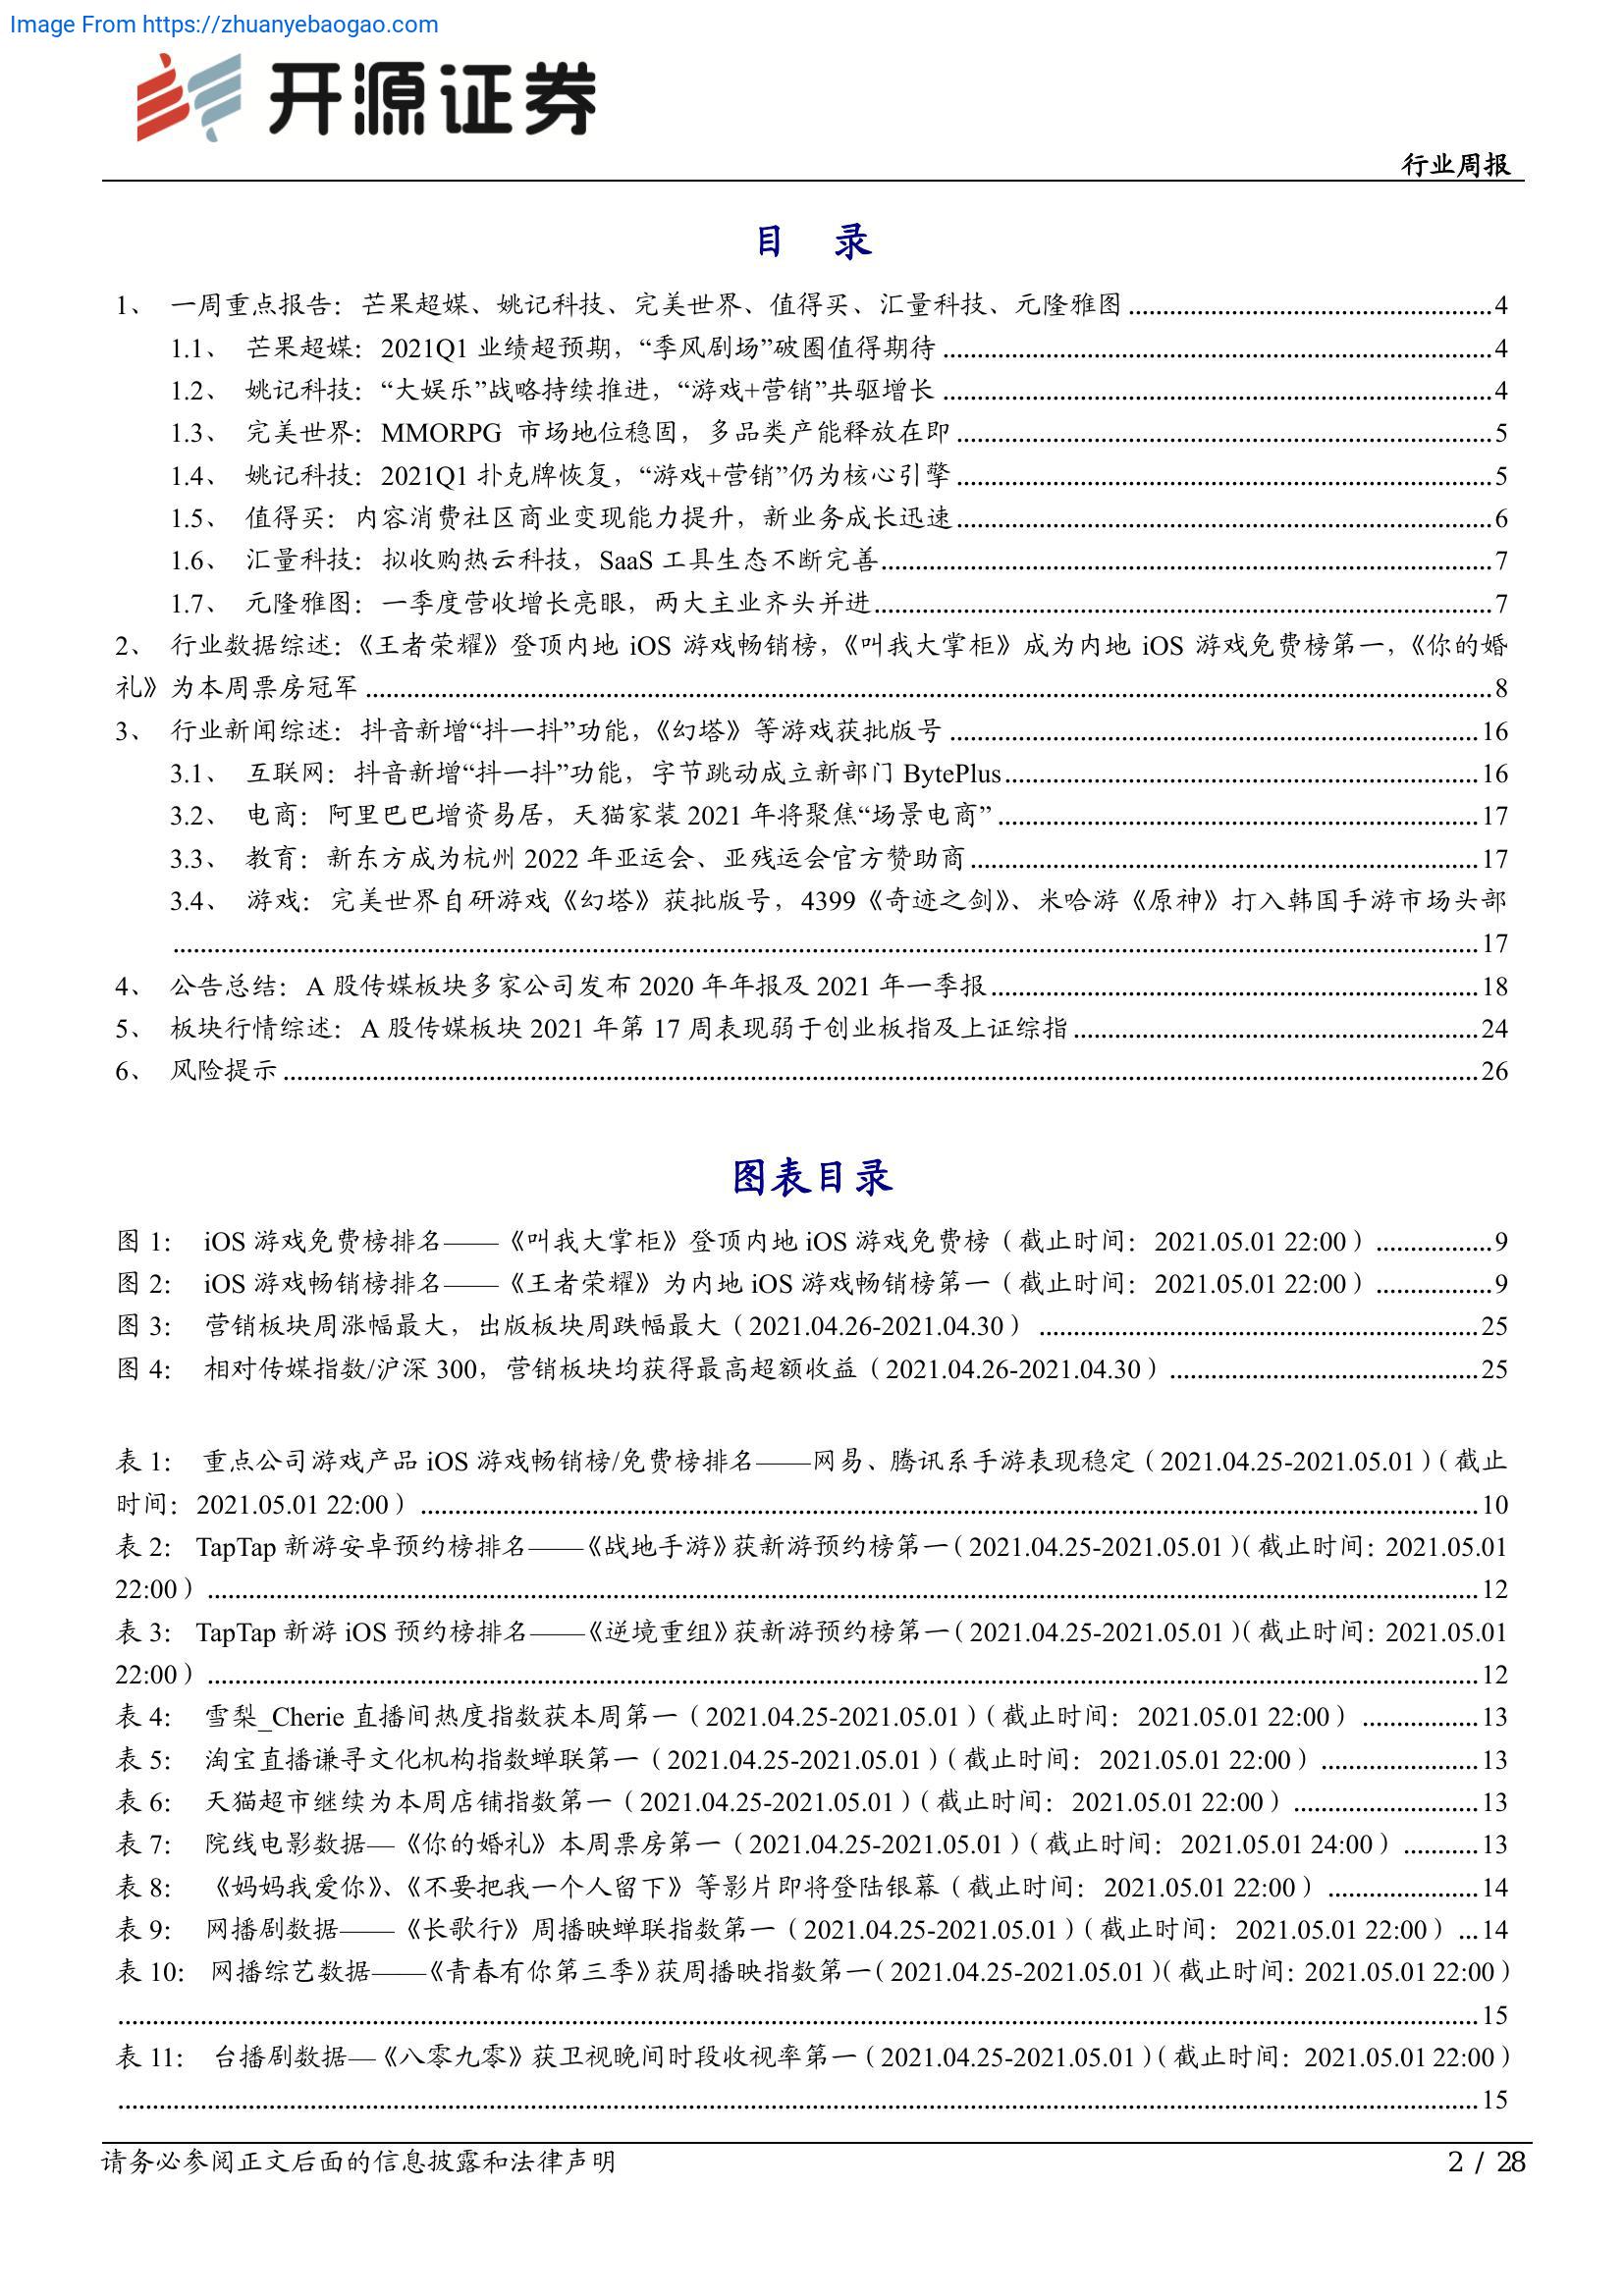 Image From https://zhuanyebaogao.com
开源证券
行业周报
目 录
1、 一周重点报告：芒果超媒、姚记科技、完美世界、值得买、汇量科技、元隆雅图 4
1.1、 芒果超媒：2021Q1 业绩超预期，“季风剧场”破圈值得期待 4
1.2、 姚记科技：“大娱乐”战略持续推进，“游戏+营销”共驱增长 4
1.3、 完美世界：MMORPG 市场地位稳固，多品类产能释放在即 5
1.4、 姚记科技：2021Q1 扑克牌恢复，“游戏+营销”仍为核心引擎 5
1.5、 值得买：内容消费社区商业变现能力提升，新业务成长迅速 6
1.6、 汇量科技：拟收购热云科技，SaaS 工具生态不断完善 7
1.7、 元隆雅图：一季度营收增长亮眼，两大主业齐头并进 7
2、 行业数据综述：《王者荣耀》登顶内地 iOS 游戏畅销榜，《叫我大掌柜》成为内地 iOS 游戏免费榜第一，《你的婚
礼》为本周票房冠军 8
3、 行业新闻综述：抖音新增“抖一抖”功能，《幻塔》等游戏获批版号 16
3.1、 互联网：抖音新增“抖一抖”功能，字节跳动成立新部门 BytePlus 16
3.2、 电商：阿里巴巴增资易居，天猫家装 2021 年将聚焦“场景电商” 17
3.3、 教育：新东方成为杭州 2022 年亚运会、亚残运会官方赞助商 17
3.4、 游戏：完美世界自研游戏《幻塔》获批版号，4399《奇迹之剑》、米哈游《原神》打入韩国手游市场头部
17
4、 公告总结：A 股传媒板块多家公司发布 2020 年年报及 2021 年一季报 18
5、 板块行情综述：A 股传媒板块 2021 年第 17 周表现弱于创业板指及上证综指 24
6、 风险提示 26
图表目录
图 1： iOS 游戏免费榜排名——《叫我大掌柜》登顶内地 iOS 游戏免费榜（截止时间：2021.05.01 22:00） 9
图 2： iOS 游戏畅销榜排名——《王者荣耀》为内地 iOS 游戏畅销榜第一（截止时间：2021.05.01 22:00） 9
图 3： 营销板块周涨幅最大，出版板块周跌幅最大（2021.04.26-2021.04.30） 25
图 4： 相对传媒指数/沪深 300，营销板块均获得最高超额收益（2021.04.26-2021.04.30） 25
表 1： 重点公司游戏产品 iOS 游戏畅销榜/免费榜排名——网易、腾讯系手游表现稳定（2021.04.25-2021.05.01）（截止
时间：2021.05.01 22:00） 10
表 2： TapTap 新游安卓预约榜排名——《战地手游》获新游预约榜第一（2021.04.25-2021.05.01）（截止时间：2021.05.01
22:00） 12
表 3： TapTap 新游 iOS 预约榜排名——《逆境重组》获新游预约榜第一（2021.04.25-2021.05.01）（截止时间：2021.05.01
22:00） 12
表 4： 雪梨_Cherie 直播间热度指数获本周第一（2021.04.25-2021.05.01）（截止时间：2021.05.01 22:00） 13
表 5： 淘宝直播谦寻文化机构指数蝉联第一（2021.04.25-2021.05.01）（截止时间：2021.05.01 22:00） 13
表 6： 天猫超市继续为本周店铺指数第一（2021.04.25-2021.05.01）（截止时间：2021.05.01 22:00） 13
表 7： 院线电影数据—《你的婚礼》本周票房第一（2021.04.25-2021.05.01）（截止时间：2021.05.01 24:00） 13
表 8： 《妈妈我爱你》、《不要把我一个人留下》等影片即将登陆银幕（截止时间：2021.05.01 22:00） 14
表 9： 网播剧数据——《长歌行》周播映蝉联指数第一（2021.04.25-2021.05.01）（截止时间：2021.05.01 22:00） 14
表 10： 网播综艺数据——《青春有你第三季》获周播映指数第一（2021.04.25-2021.05.01）（截止时间：2021.05.01 22:00）
15
表 11： 台播剧数据—《八零九零》获卫视晚间时段收视率第一（2021.04.25-2021.05.01）（截止时间：2021.05.01 22:00）
15
请务必参阅正文后面的信息披露和法律声明 2 / 28